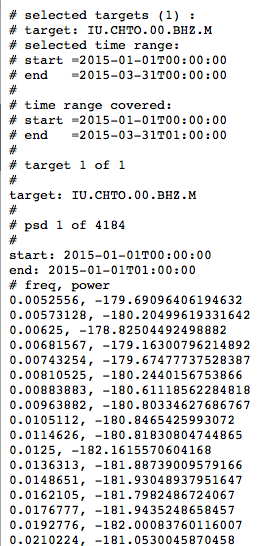 # selected targets (1) :
# target: IU.CHTO.00.BHZ.M
# selected time range:
# start =2015-01-01T00:00:00
# end   =2015-03-31T00:00:00
#
# time range covered:
# start =2015-01-01T00:00:00
# end   =2015-03-31T01:00:00
#
# target 1 of 1
#
target: IU.CHTO.00.BHZ.M
#
# psd 1 of 4184
#
start: 2015-01-01T00:00:00
end: 2015-01-01T01:00:00
# freq, power
0.0052556, -179.69096406194632
0.00573128, -180.20499619331642
0.00625, -178.82504492498882
0.00681567, -179.16300796214892
0.00743254, -179.67477737528387
0.00810525, -180.2440156753866
0.00883883, -180.61118562284818
0.00963882, -180.80334627686767
0.0105112, -180.8465425993072
0.0114626, -180.81830804744865
0.0125, -182.1615570604168
0.0136313, -181.88739009579166
0.0148651, -181.93048937951647
0.0162105, -181.7982486724067
0.0176777, -181.9435248658457
0.0192776, -182.00083760116007
0.0210224, -181.0530045870458